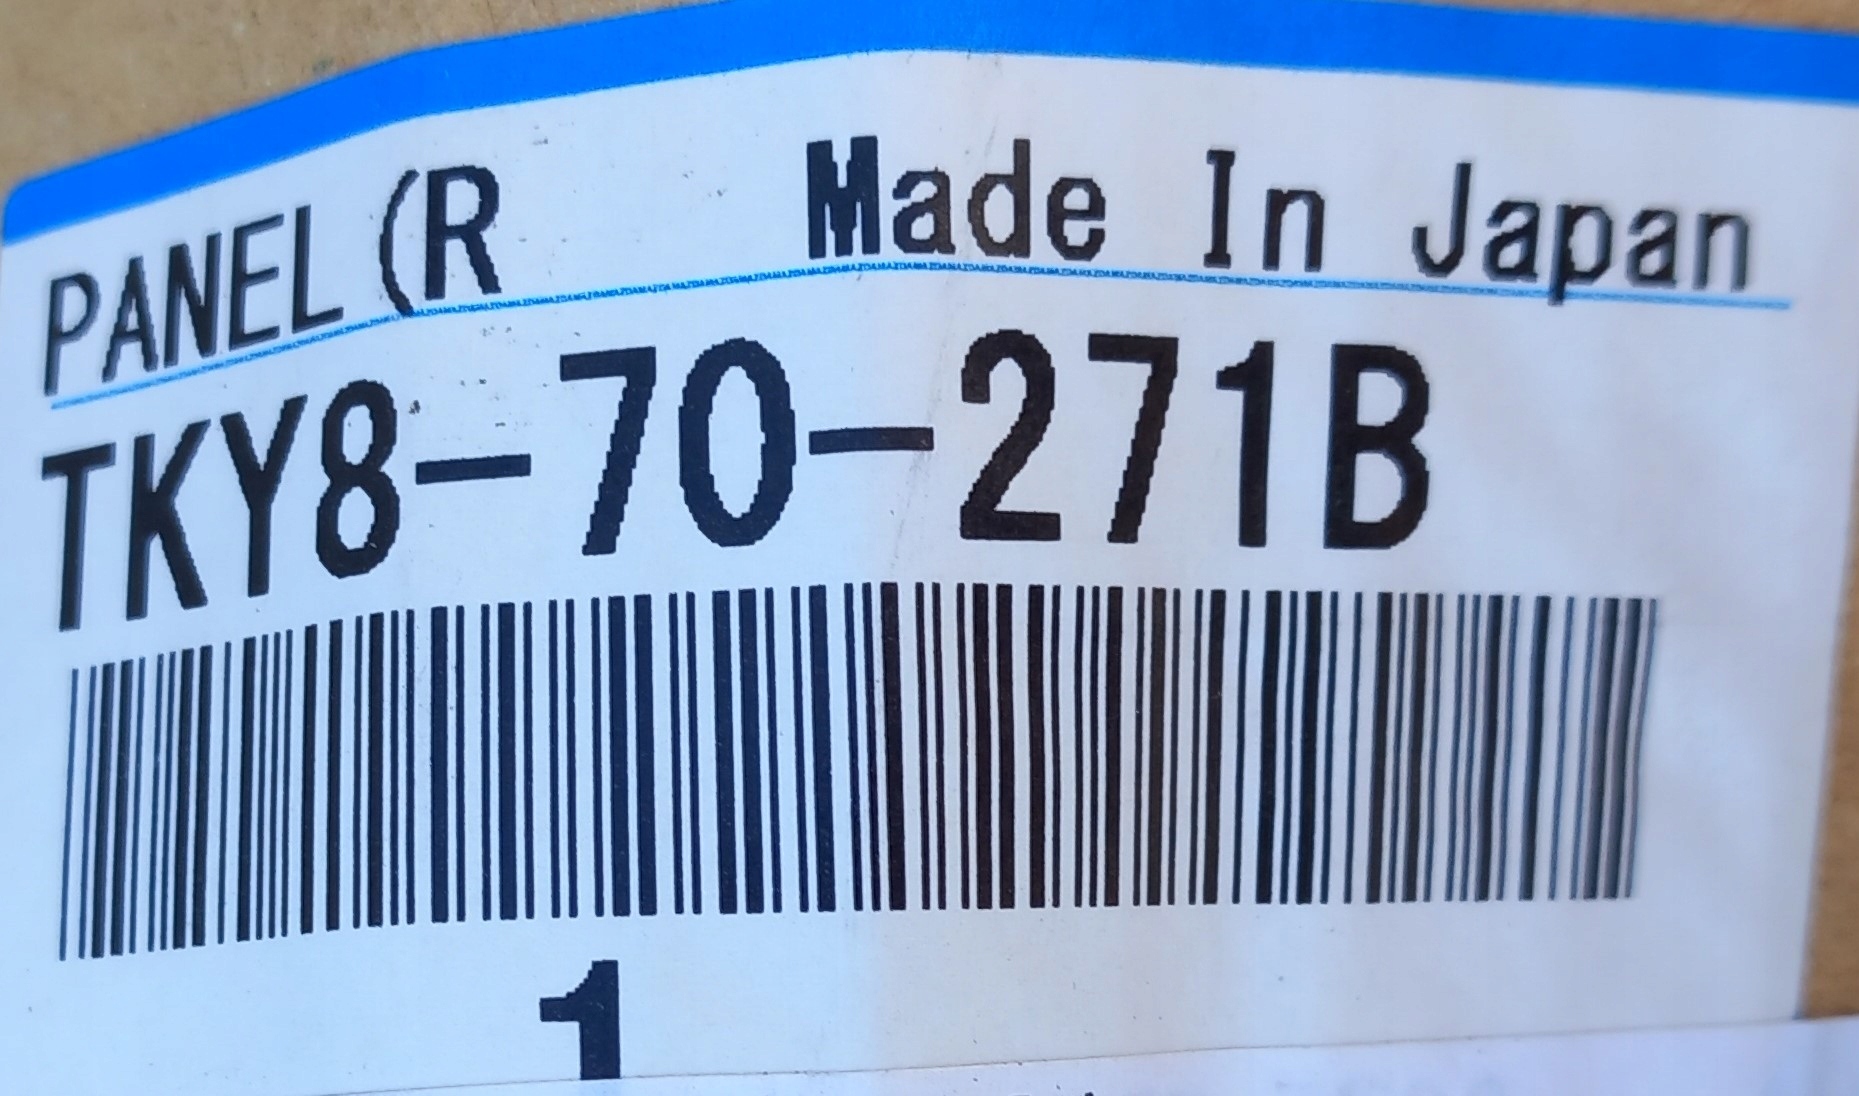 PANEL (R Made In Japan
TKY8-70-271B
1